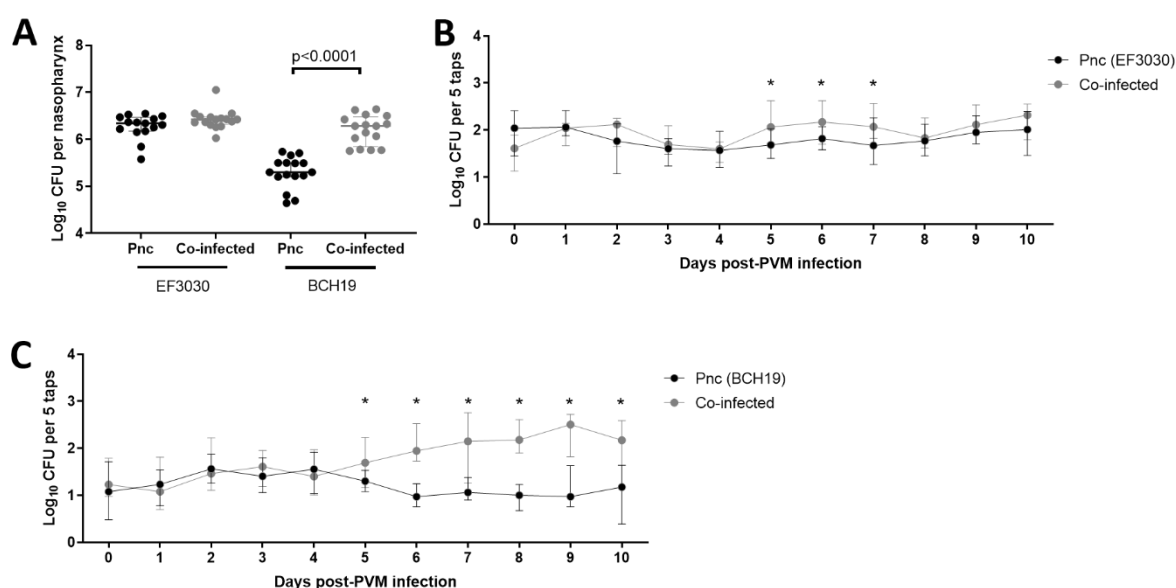 A
Log₁₀ CFU per nasopharynx
8
7
6
5
4
p<0.0001
Pnc Co-infected Pnc Co-infected
EF3030 BCH19
B
Log₁₀ CFU per 5 taps
4
3
2
1
0
* * *
0 1 2 3 4 5 6 7 8 9 10
Days post-PVM infection
Pnc (EF3030)
Co-infected
C
Log₁₀ CFU per 5 taps
4
3
2
1
0
* * * * * *
0 1 2 3 4 5 6 7 8 9 10
Days post-PVM infection
Pnc (BCH19)
Co-infected